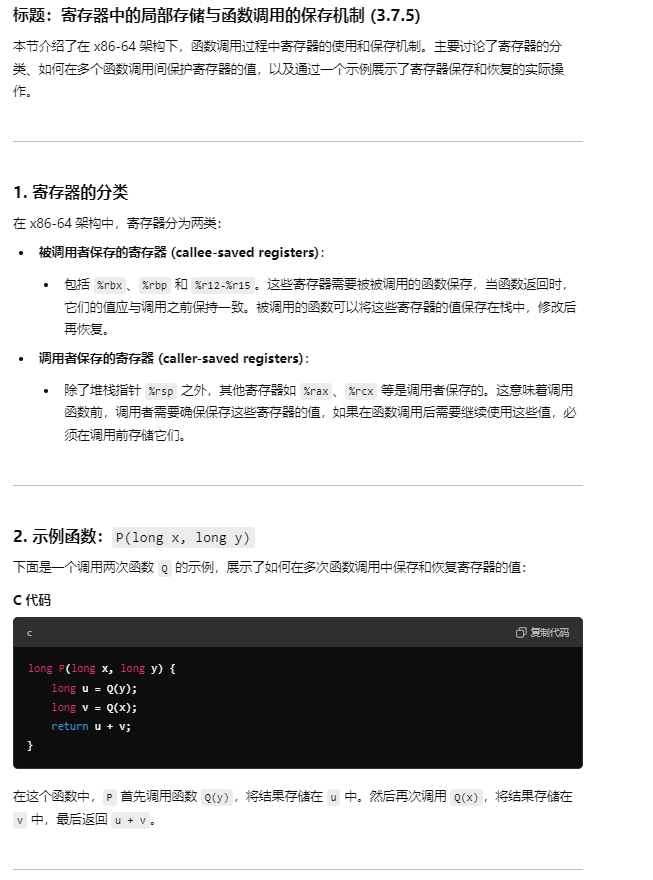 标题：寄存器中的局部存储与函数调用的保存机制 (3.7.5)
本节介绍了在 x86-64 架构下，函数调用过程中寄存器的使用和保存机制。主要讨论了寄存器的分
类、如何在多个函数调用间保护寄存器的值，以及通过一个示例展示了寄存器保存和恢复的实际操
作。
1. 寄存器的分类
在 x86-64 架构中，寄存器分为两类：
• 被调用者保存的寄存器 (callee-saved registers)：
• 包括 %rbx、%rbp 和 %r12-%r15。这些寄存器需要被被调用的函数保存，当函数返回时，
它们的值应与调用之前保持一致。被调用的函数可以将这些寄存器的值保存在栈中，修改后
再恢复。
• 调用者保存的寄存器 (caller-saved registers)：
• 除了堆栈指针 %rsp 之外，其他寄存器如 %rax、%rcx 等是调用者保存的。这意味着调用
函数前，调用者需要确保保存这些寄存器的值，如果在函数调用后需要继续使用这些值，必
须在调用前存储它们。
2. 示例函数：P(long x, long y)
下面是一个调用两次函数 Q 的示例，展示了如何在多次函数调用中保存和恢复寄存器的值：
C 代码
c 复制代码
long P(long x, long y) {
    long u = Q(y);
    long v = Q(x);
    return u + v;
}
在这个函数中，P 首先调用函数 Q(y)，将结果存储在 u 中。然后再次调用 Q(x)，将结果存储在
v 中，最后返回 u + v。